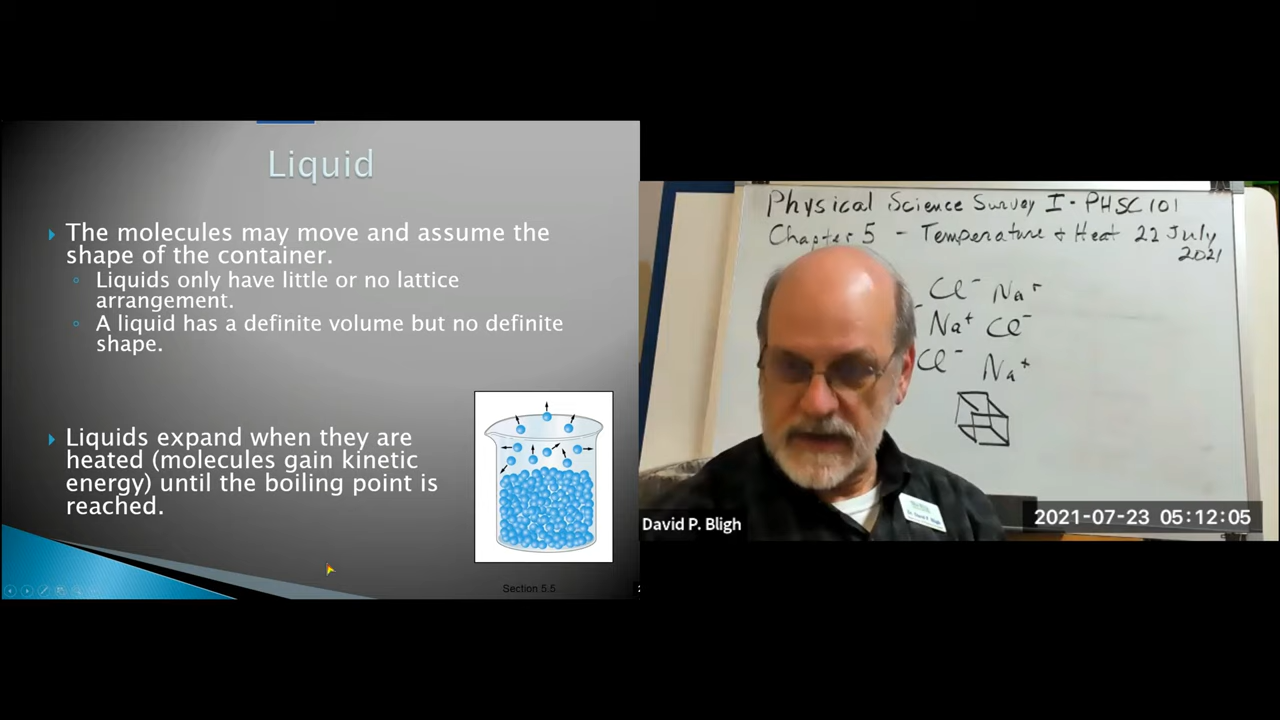 Liquid
The molecules may move and assume the
shape of the container.
Liquids only have little or no lattice
arrangement.
A liquid has a definite volume but no definite
shape.
Liquids expand when they are
heated (molecules gain kinetic
energy) until the boiling point is
reached.
Section 5.5
Physical Science Survey I - PHSC 101
Chapter 5 - Temperature + Heat 22 July
2021
Cl⁻ Na⁺
Na⁺ Cl⁻
Cl⁻ Na⁺
David P. Bligh
2021-07-23 05:12:05